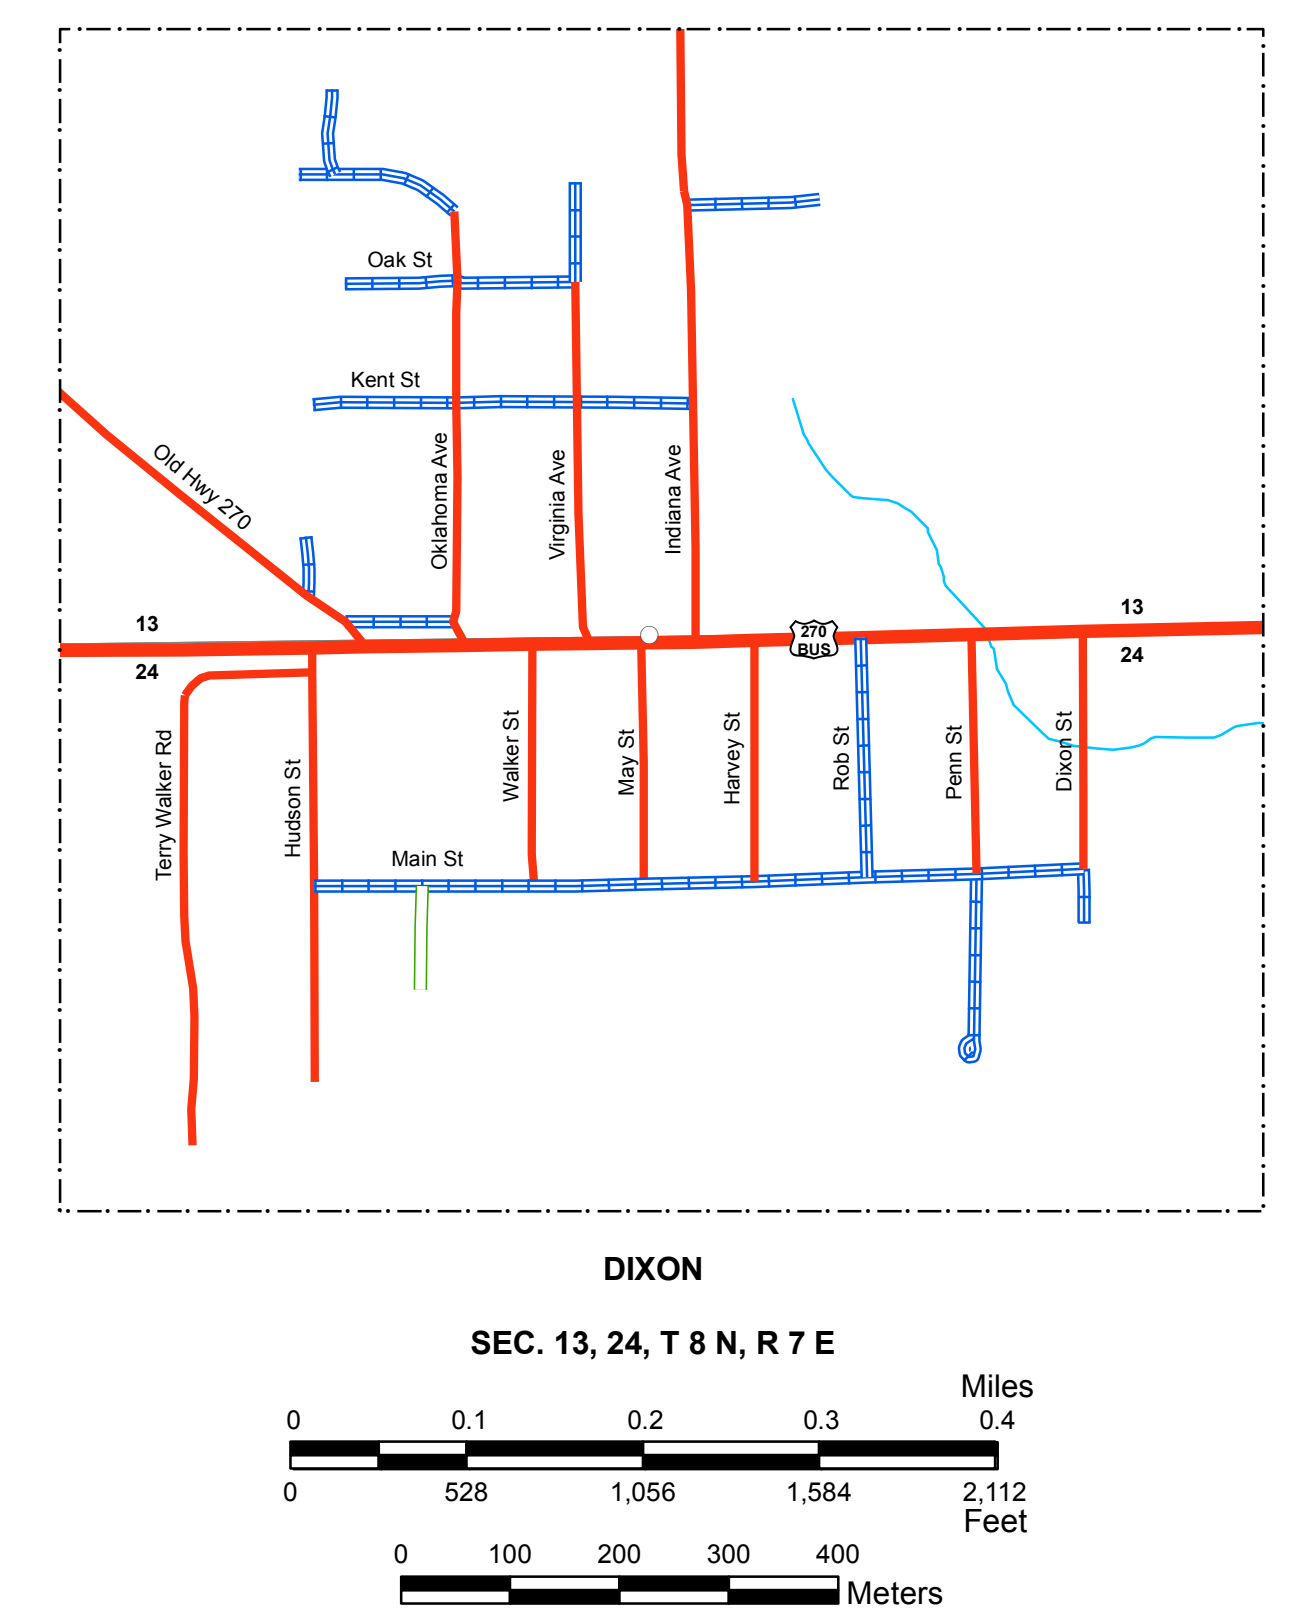 Oak St
Kent St
Old Hwy 270
Oklahoma Ave
Virginia Ave
Indiana Ave
13
13
270
BUS
24
24
Terry Walker Rd
Hudson St
Walker St
May St
Harvey St
Rob St
Penn St
Dixon St
Main St
DIXON
SEC. 13, 24, T 8 N, R 7 E
Miles
0 0.1 0.2 0.3 0.4
0 528 1,056 1,584 2,112
Feet
0 100 200 300 400
Meters